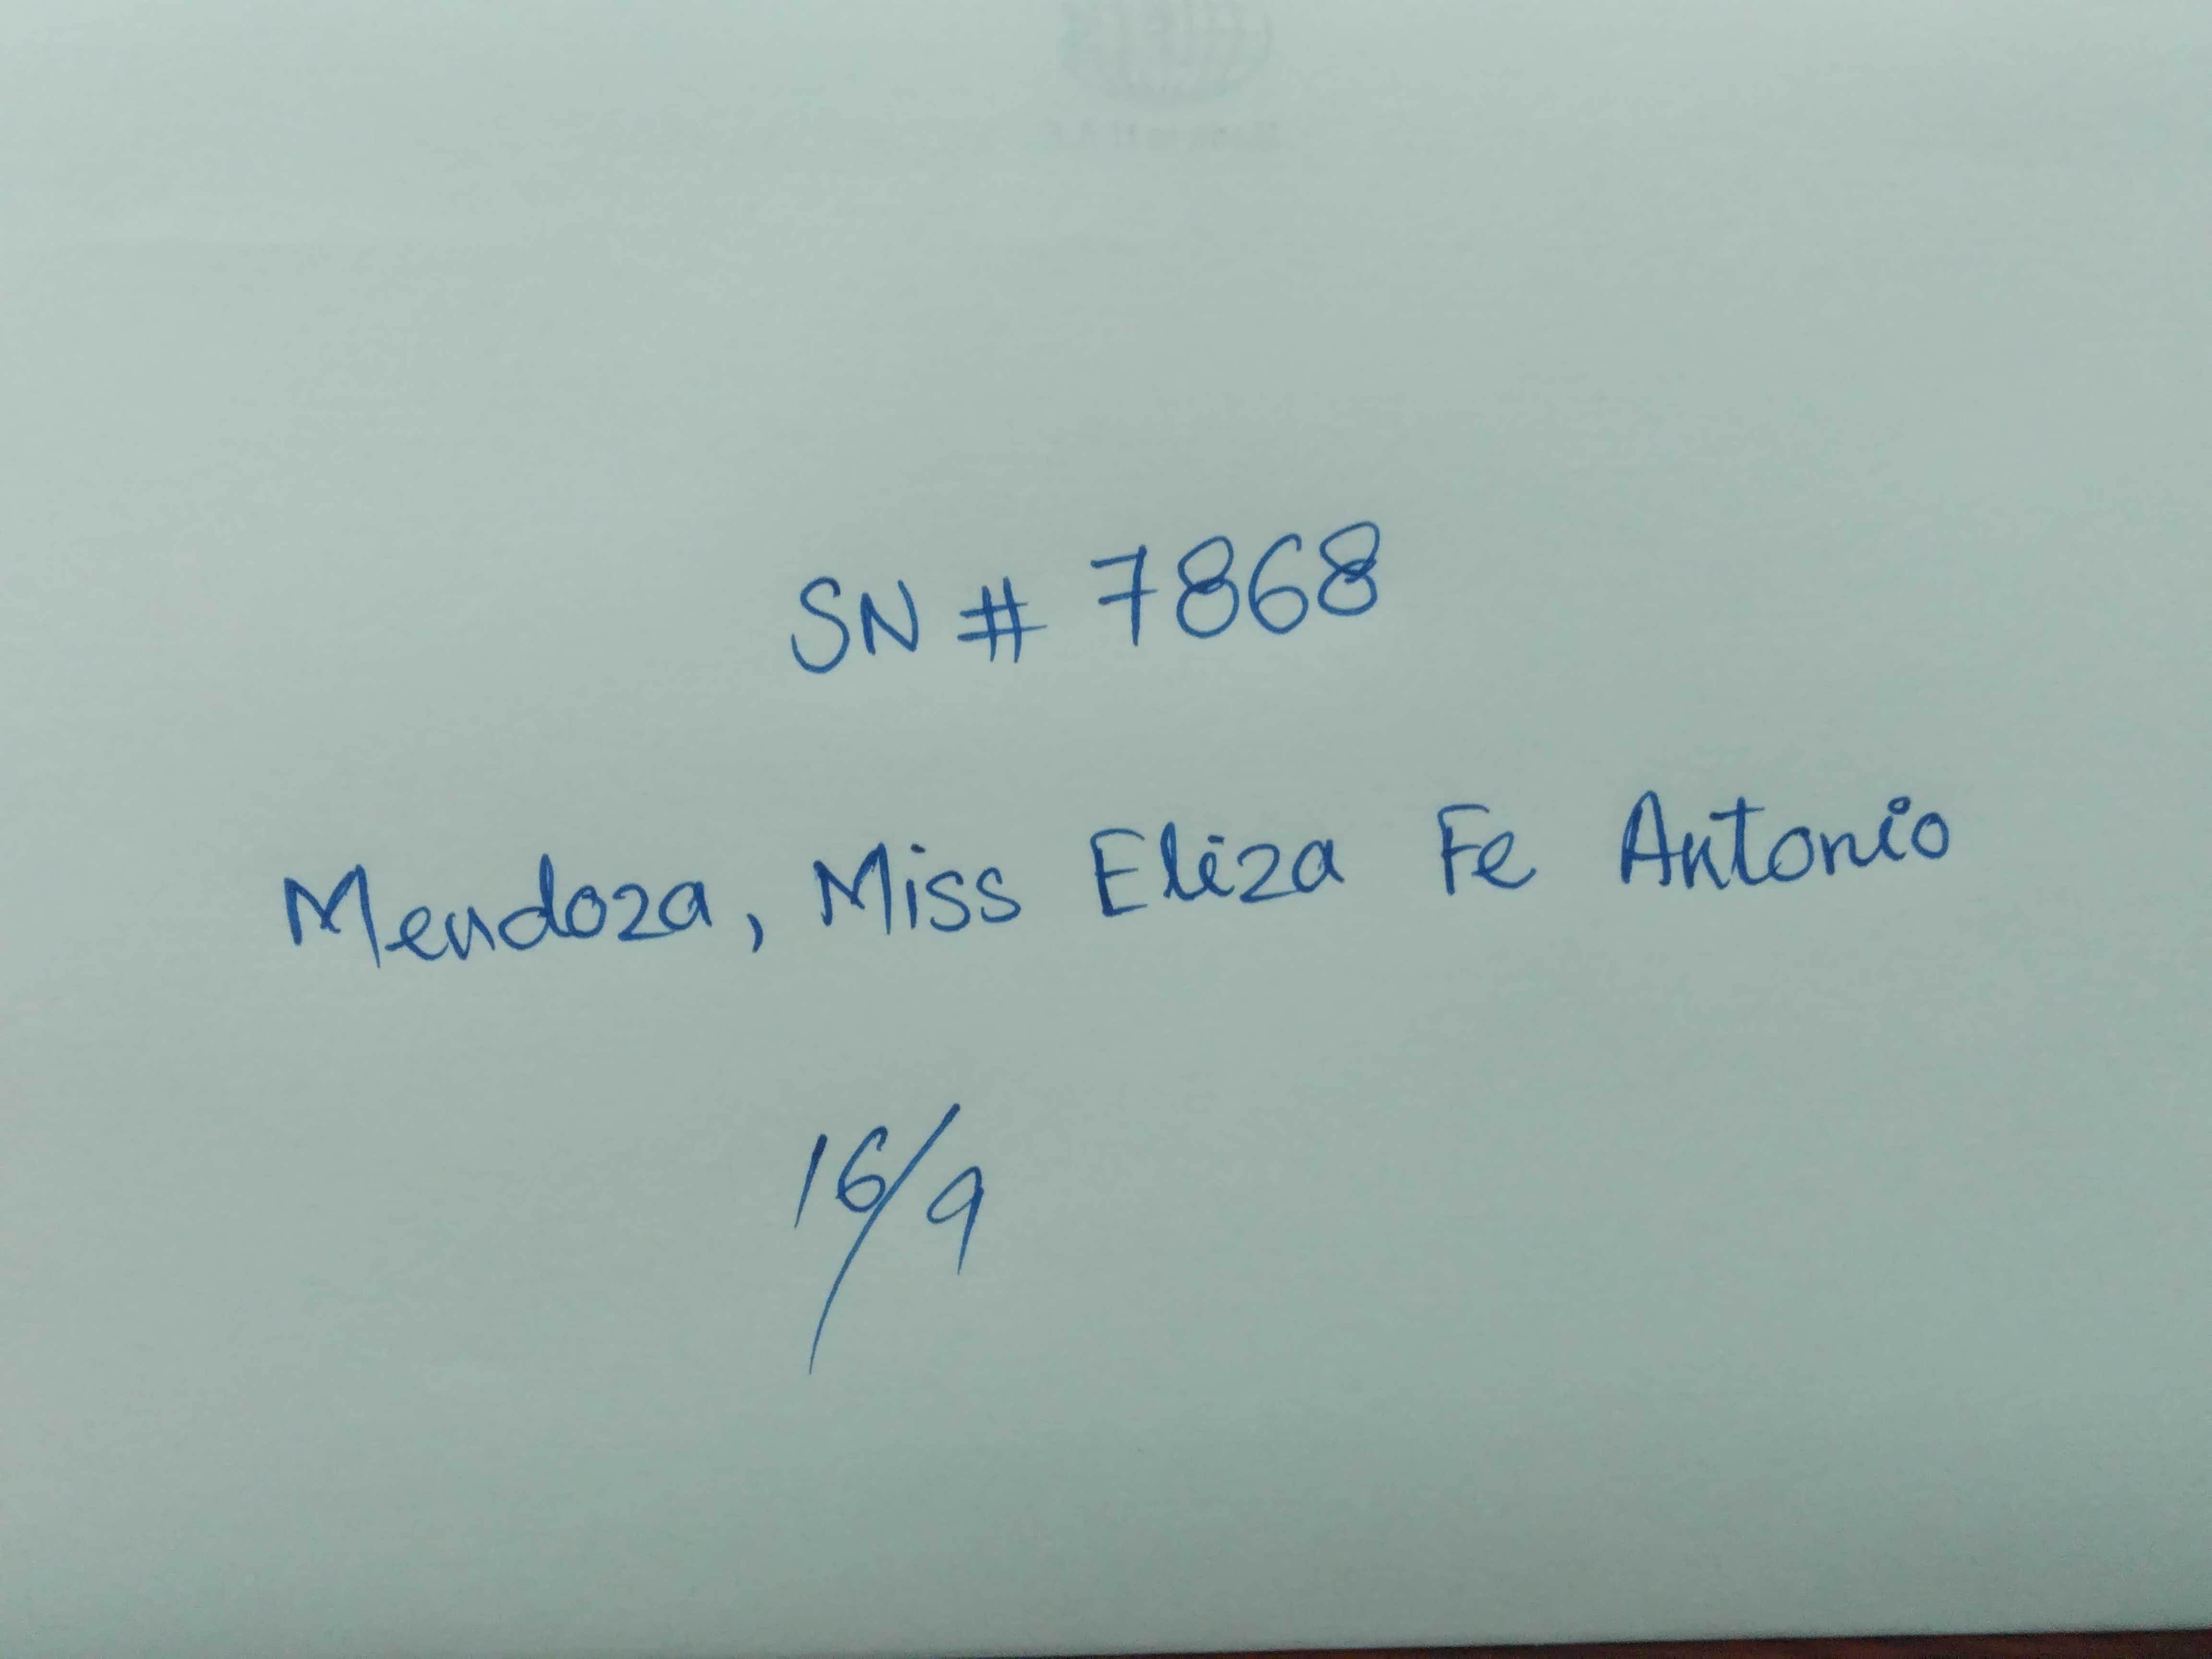 SN # 7868
Mendoza, Miss Eliza Fe Antonio
16/9